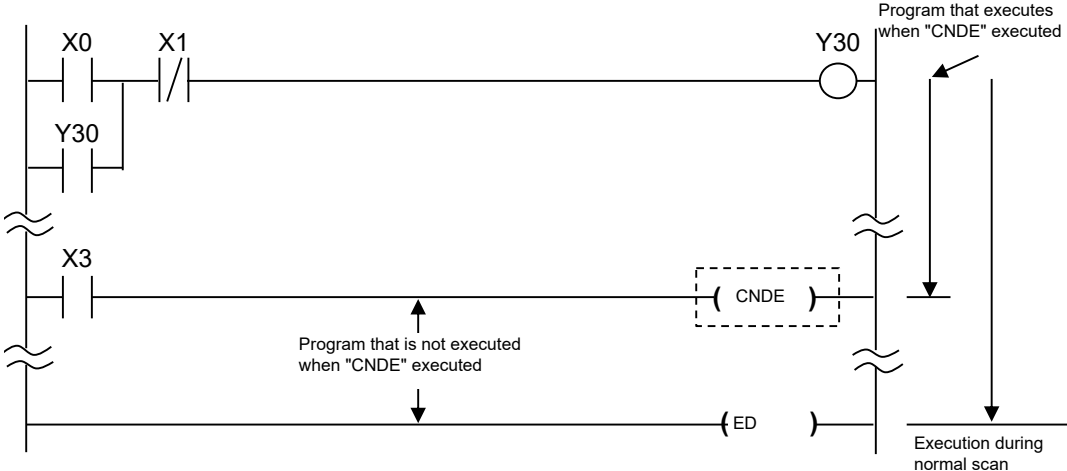 Program that executes
when "CNDE" executed
X0
X1
Y30
Y30
X3
( CNDE )
Program that is not executed
when "CNDE" executed
( ED )
Execution during
normal scan